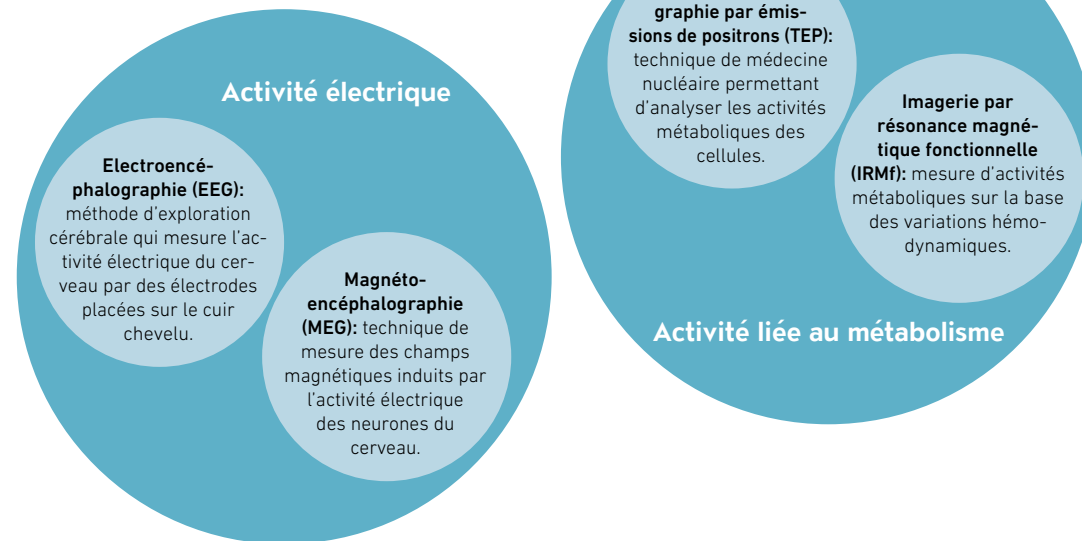 Activité électrique
Electroencé-
phalographie (EEG):
méthode d'exploration
cérébrale qui mesure l'ac-
tivité électrique du cer-
veau par des électrodes
placées sur le cuir
chevelu.
Magnéto-
encéphalographie
(MEG): technique de
mesure des champs
magnétiques induits par
l'activité électrique
des neurones du
cerveau.
graphie par émis-
sions de positrons (TEP):
technique de médecine
nucléaire permettant
d'analyser les activités
métaboliques des
cellules.
Imagerie par
résonance magné-
tique fonctionnelle
(IRMf): mesure d'activités
métaboliques sur la base
des variations hémo-
dynamiques.
Activité liée au métabolisme